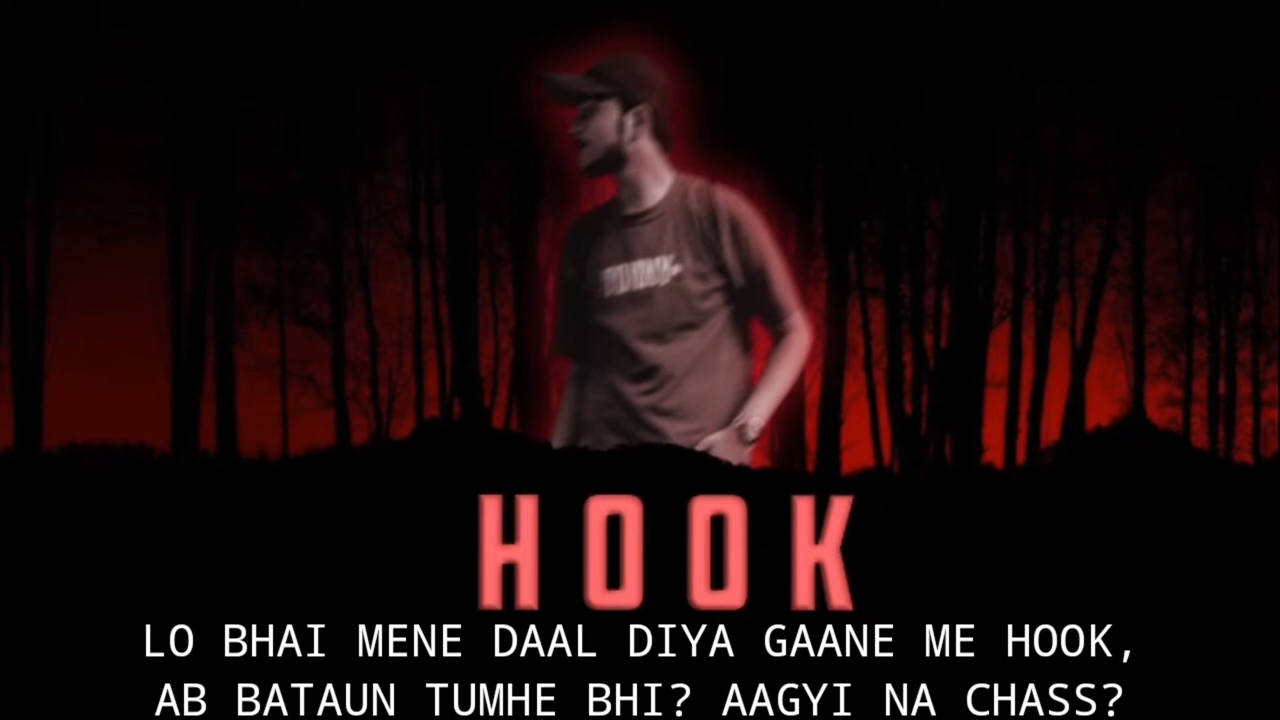 HOOK
LO BHAI MENE DAAL DIYA GAANE ME HOOK,
AB BATAUN TUMHE BHI? AAGYI NA CHASS?